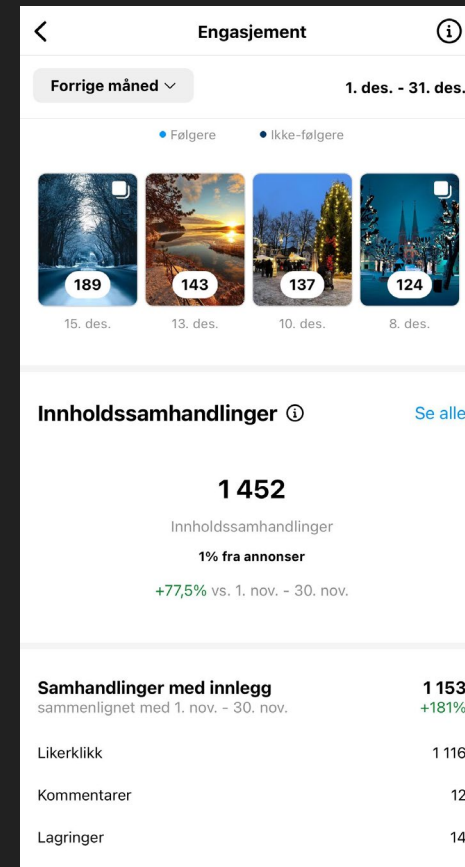 Engasjement
Forrige måned
1. des. - 31. des.
Følgere
Ikke-følgere
189 143 137 124
15. des. 13. des. 10. des. 8. des.
Innholdssamhandlinger Se alle
1 452
Innholdssamhandlinger
1% fra annonser
+77,5% vs. 1. nov. - 30. nov.
Samhandlinger med innlegg 1 153
sammenlignet med 1. nov. - 30. nov. +181%
Likerklikk 1 116
Kommentarer 12
Lagringer 14